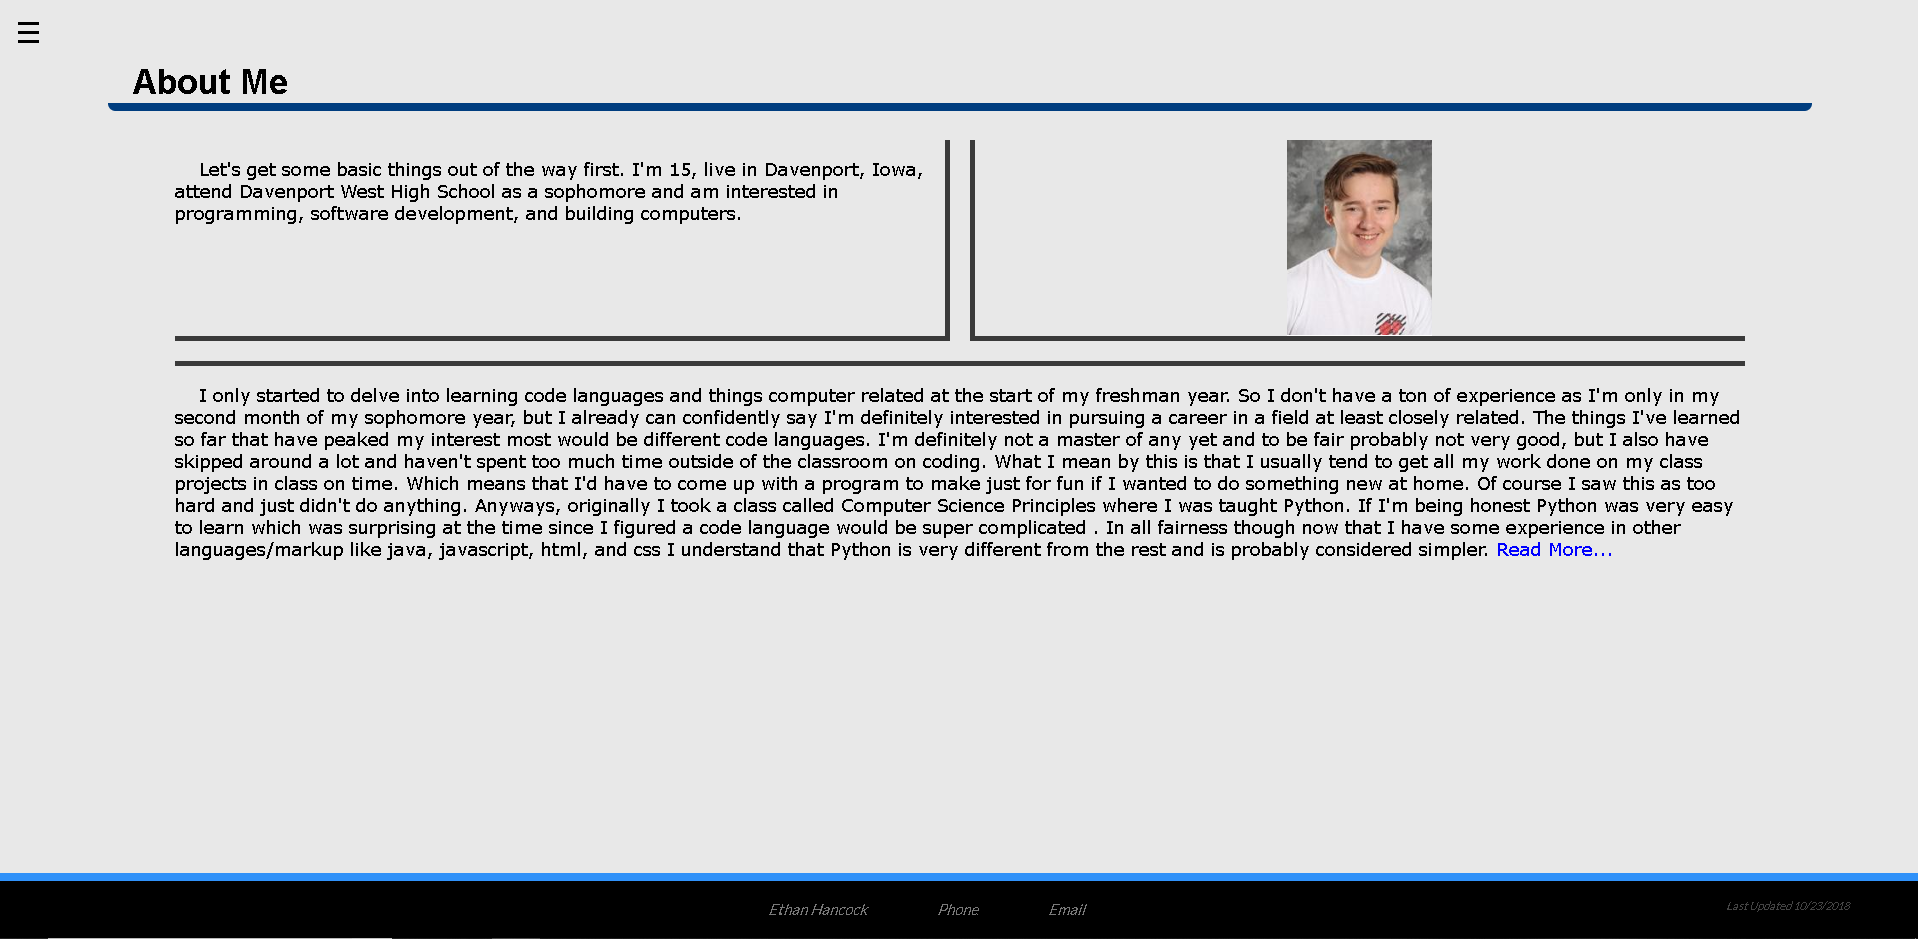 About Me
Let's get some basic things out of the way first. I'm 15, live in Davenport, Iowa,
attend Davenport West High School as a sophomore and am interested in
programming, software development, and building computers.
I only started to delve into learning code languages and things computer related at the start of my freshman year. So I don't have a ton of experience as I'm only in my
second month of my sophomore year, but I already can confidently say I'm definitely interested in pursuing a career in a field at least closely related. The things I've learned
so far that have peaked my interest most would be different code languages. I'm definitely not a master of any yet and to be fair probably not very good, but I also have
skipped around a lot and haven't spent too much time outside of the classroom on coding. What I mean by this is that I usually tend to get all my work done on my class
projects in class on time. Which means that I'd have to come up with a program to make just for fun if I wanted to do something new at home. Of course I saw this as too
hard and just didn't do anything. Anyways, originally I took a class called Computer Science Principles where I was taught Python. If I'm being honest Python was very easy
to learn which was surprising at the time since I figured a code language would be super complicated . In all fairness though now that I have some experience in other
languages/markup like java, javascript, html, and css I understand that Python is very different from the rest and is probably considered simpler. Read More...
Ethan Hancock Phone Email
Last Updated 10/23/2018